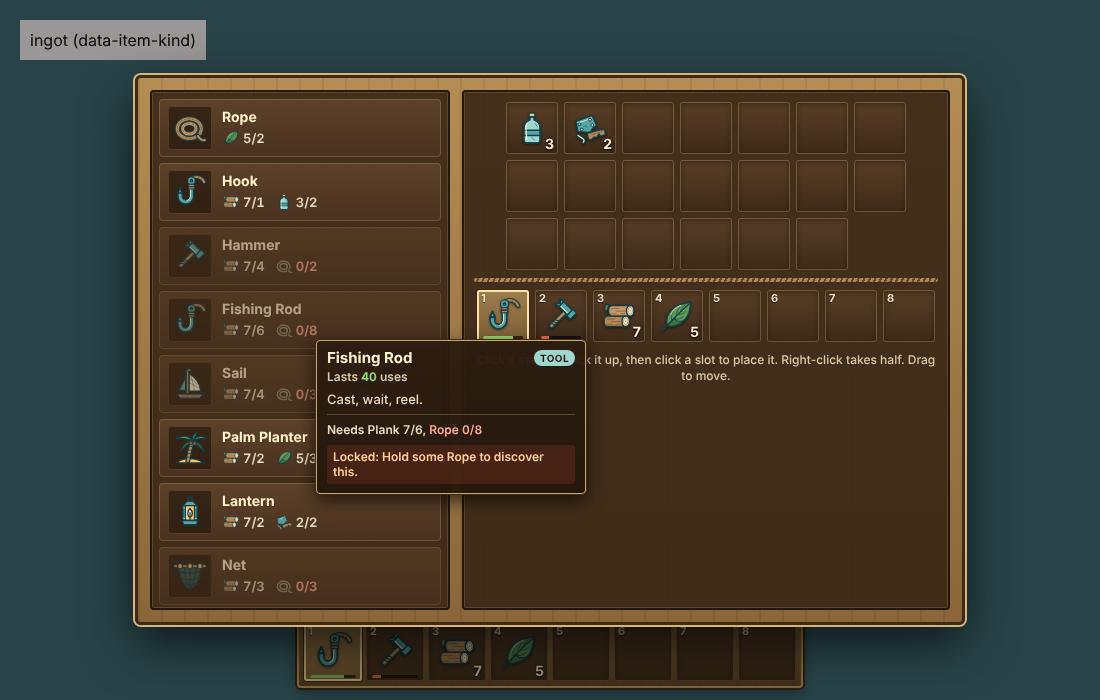 ingot (data-item-kind)
Rope
5/2
Hook
7/1 3/2
Hammer
7/4 0/2
Fishing Rod
7/6 0/8
Sail
7/4 0/3
Palm Planter
7/2 5/3
Lantern
7/2 2/2
Net
7/3 0/3
3 2
1 2 3 4 5 6 7 8
7 5
it up, then click a slot to place it. Right-click takes half. Drag
to move.
Fishing Rod TOOL
Lasts 40 uses
Cast, wait, reel.
Needs Plank 7/6, Rope 0/8
Locked: Hold some Rope to discover
this.
1 2 3 4 5 6 7 8
7 5